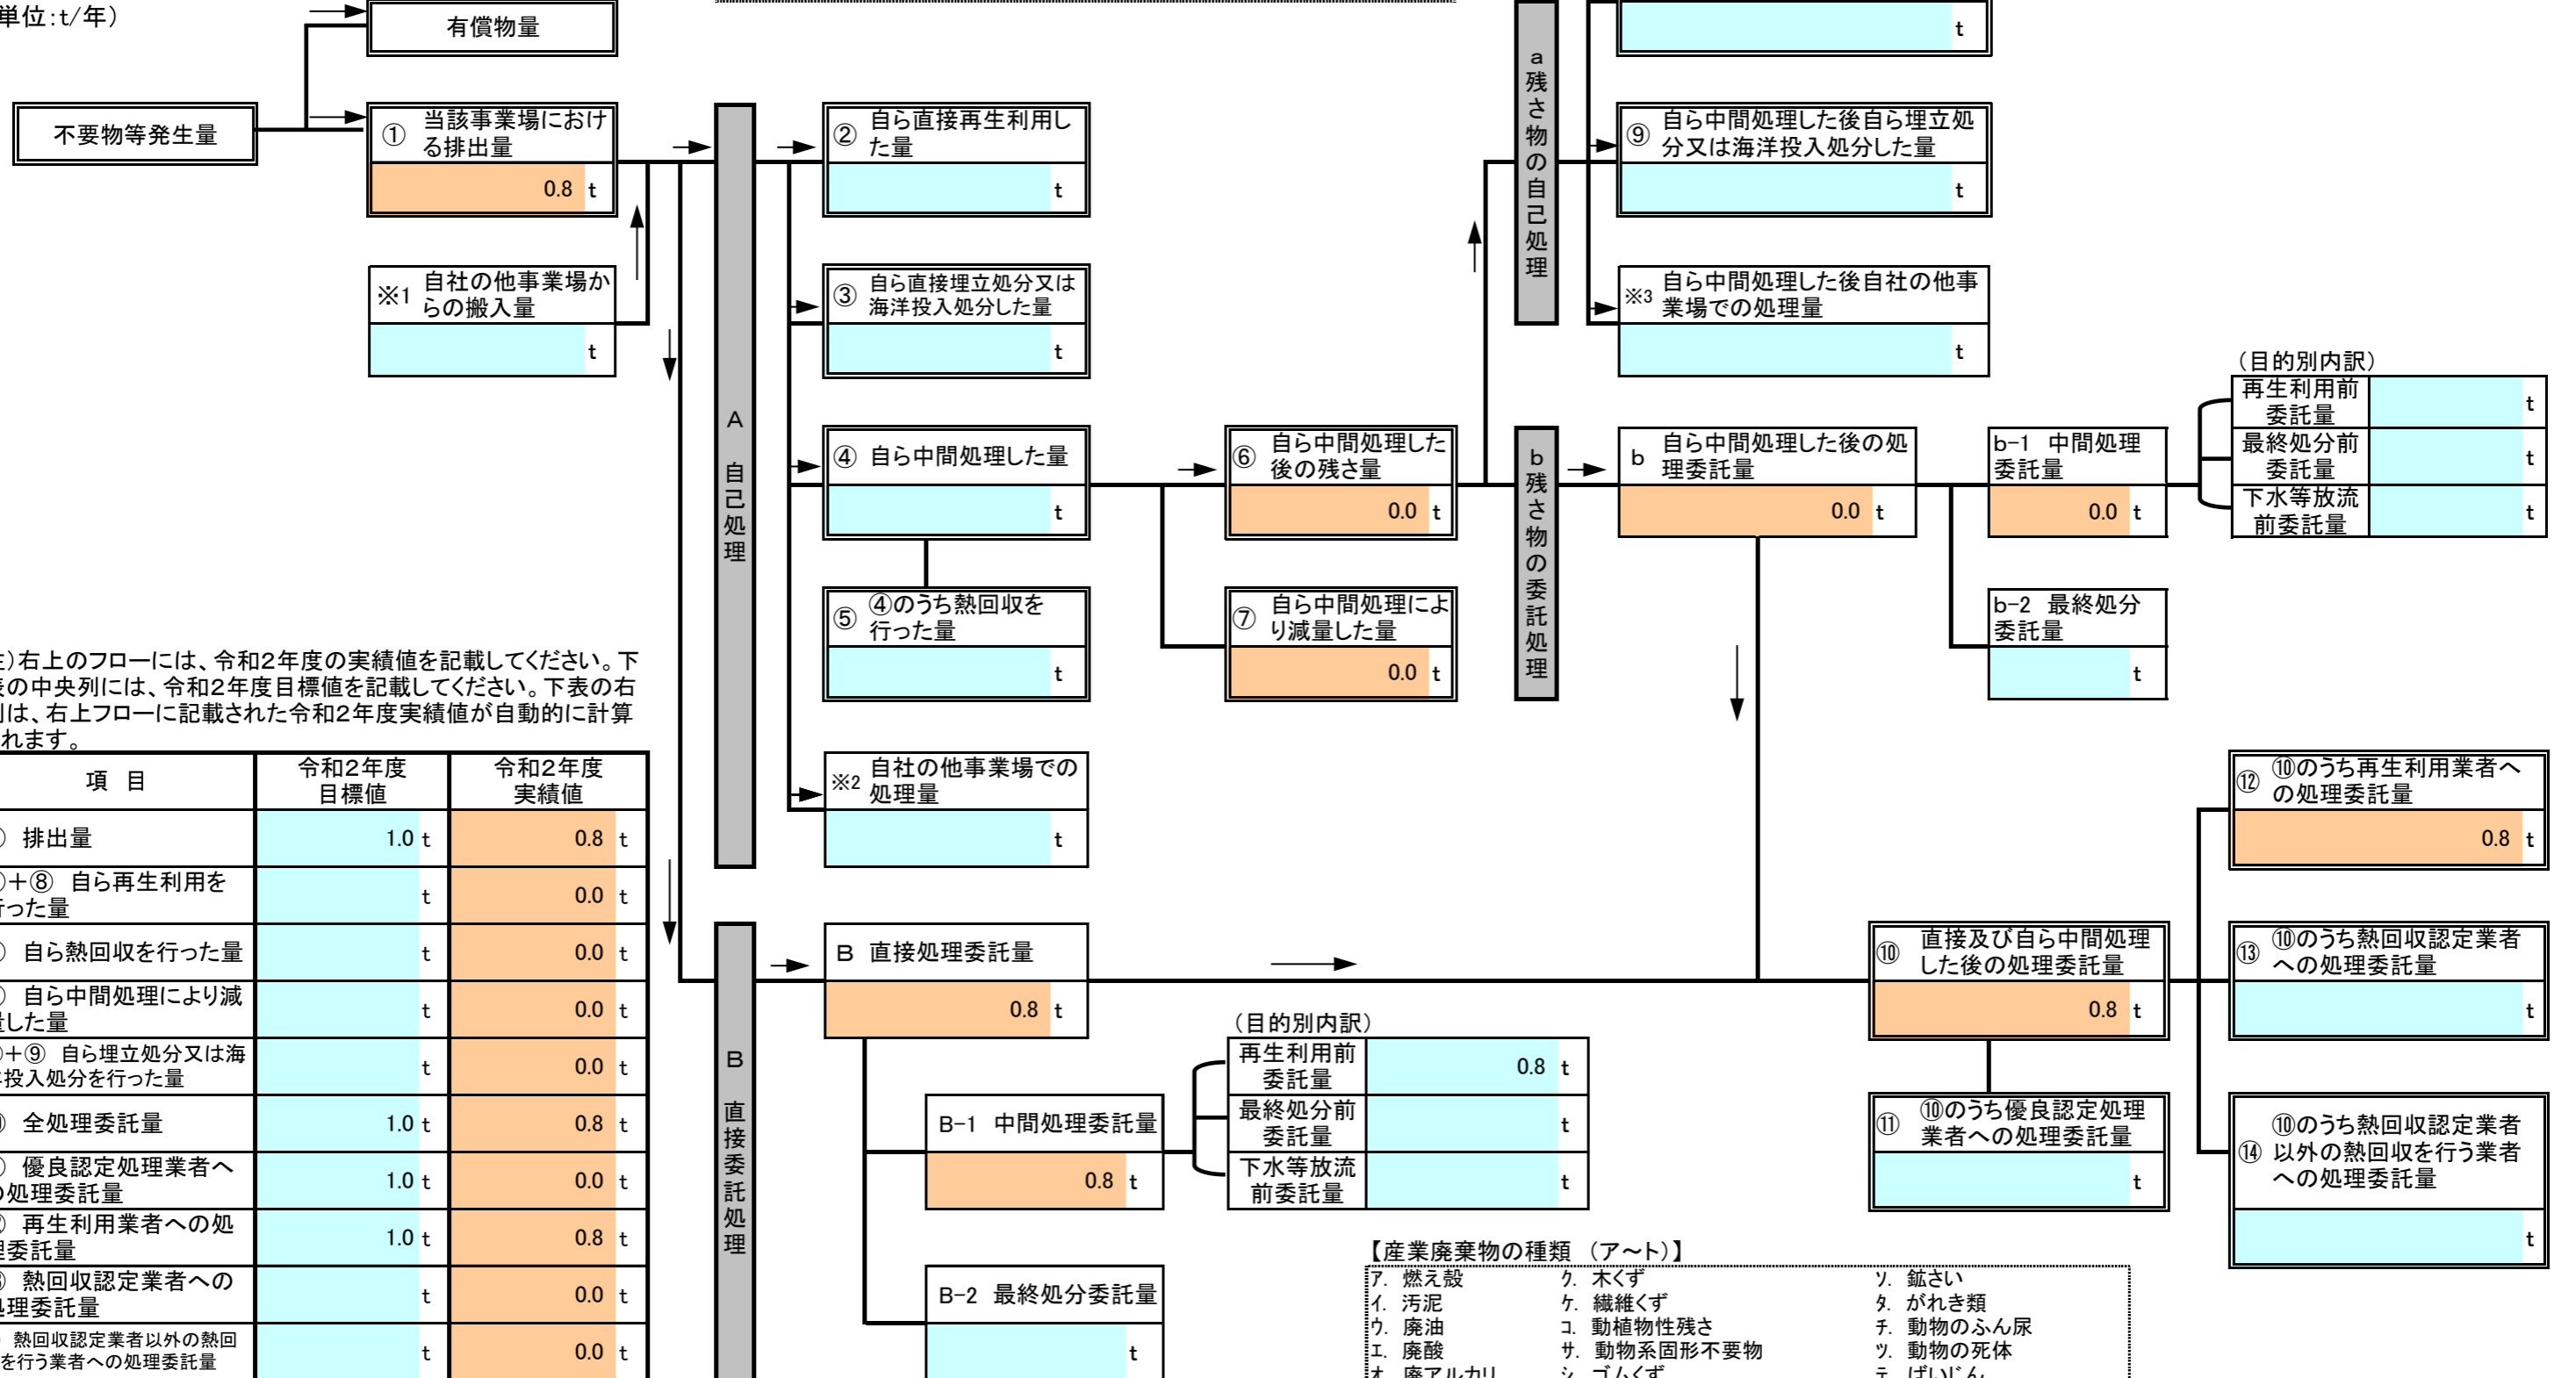 単位:t/年)
有償物量
不要物等発生量
① 当該事業場におけ
る排出量
0.8 t
※1 自社の他事業場か
らの搬入量
t
A 自己処理
② 自ら直接再生利用し
た量
t
③ 自ら直接埋立処分又は
海洋投入処分した量
t
④ 自ら中間処理した量
t
⑤ ④のうち熱回収を
行った量
t
※2 自社の他事業場での
処理量
t
⑥ 自ら中間処理した
後の残さ量
0.0 t
⑦ 自ら中間処理によ
り減量した量
0.0 t
a 残さ物の自己処理
t
⑨ 自ら中間処理した後自ら埋立処
分又は海洋投入処分した量
t
※3 自ら中間処理した後自社の他事
業場での処理量
t
b 残さ物の委託処理
b 自ら中間処理した後の処
理委託量
0.0 t
b-1 中間処理
委託量
0.0 t
b-2 最終処分
委託量
t
(目的別内訳)
再生利用前
委託量
t
最終処分前
委託量
t
下水等放流
前委託量
t
)右上のフローには、令和2年度の実績値を記載してください。下
の中央列には、令和2年度目標値を記載してください。下表の右
は、右上フローに記載された令和2年度実績値が自動的に計算
れます。
項 目 令和2年度
目標値 令和2年度
実績値
排出量 1.0 t 0.8 t
+⑧ 自ら再生利用を
った量 t 0.0 t
自ら熱回収を行った量 t 0.0 t
自ら中間処理により減
した量 t 0.0 t
+⑨ 自ら埋立処分又は海
投入処分を行った量 t 0.0 t
全処理委託量 1.0 t 0.8 t
優良認定処理業者へ
の処理委託量 1.0 t 0.0 t
再生利用業者への処
理委託量 1.0 t 0.8 t
熱回収認定業者への
処理委託量 t 0.0 t
熱回収認定業者以外の熱回
を行う業者への処理委託量 t 0.0 t
B 直接委託処理
B 直接処理委託量
0.8 t
B-1 中間処理委託量
0.8 t
B-2 最終処分委託量
t
(目的別内訳)
再生利用前
委託量
0.8 t
最終処分前
委託量
t
下水等放流
前委託量
t
⑩ 直接及び自ら中間処理
した後の処理委託量
0.8 t
⑪ ⑩のうち優良認定処理
業者への処理委託量
t
⑫ ⑩のうち再生利用業者へ
の処理委託量
0.8 t
⑬ ⑩のうち熱回収認定業者
への処理委託量
t
⑭ ⑩のうち熱回収認定業者
以外の熱回収を行う業者
への処理委託量
t
【産業廃棄物の種類 (ア~ト)】
ア. 燃え殻 ク. 木くず ソ. 鉱さい
イ. 汚泥 ケ. 繊維くず タ. がれき類
ウ. 廃油 コ. 動植物性残さ チ. 動物のふん尿
エ. 廃酸 サ. 動物系固形不要物 ツ. 動物の死体
オ. 廃アルカリ シ. ゴムくず テ. ばいじん